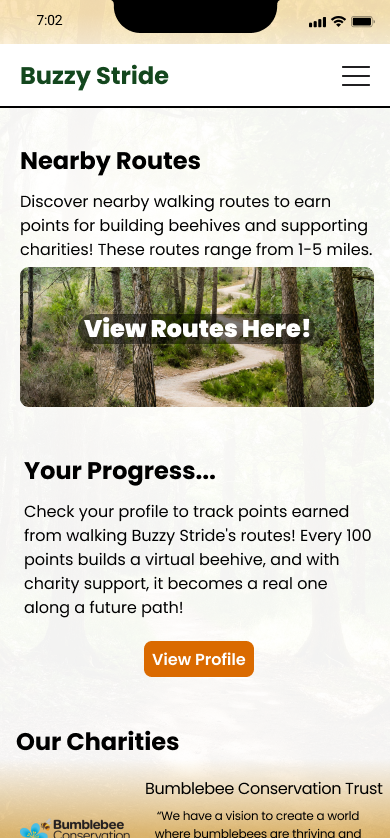 7:02
Buzzy Stride
Nearby Routes
Discover nearby walking routes to earn
points for building beehives and supporting
charities! These routes range from 1-5 miles.
View Routes Here!
Your Progress...
Check your profile to track points earned
from walking Buzzy Stride's routes! Every 100
points builds a virtual beehive, and with
charity support, it becomes a real one
along a future path!
View Profile
Our Charities
Bumblebee Conservation Trust
Bumblebee
Conservation
“We have a vision to create a world
where bumblebees are thriving and